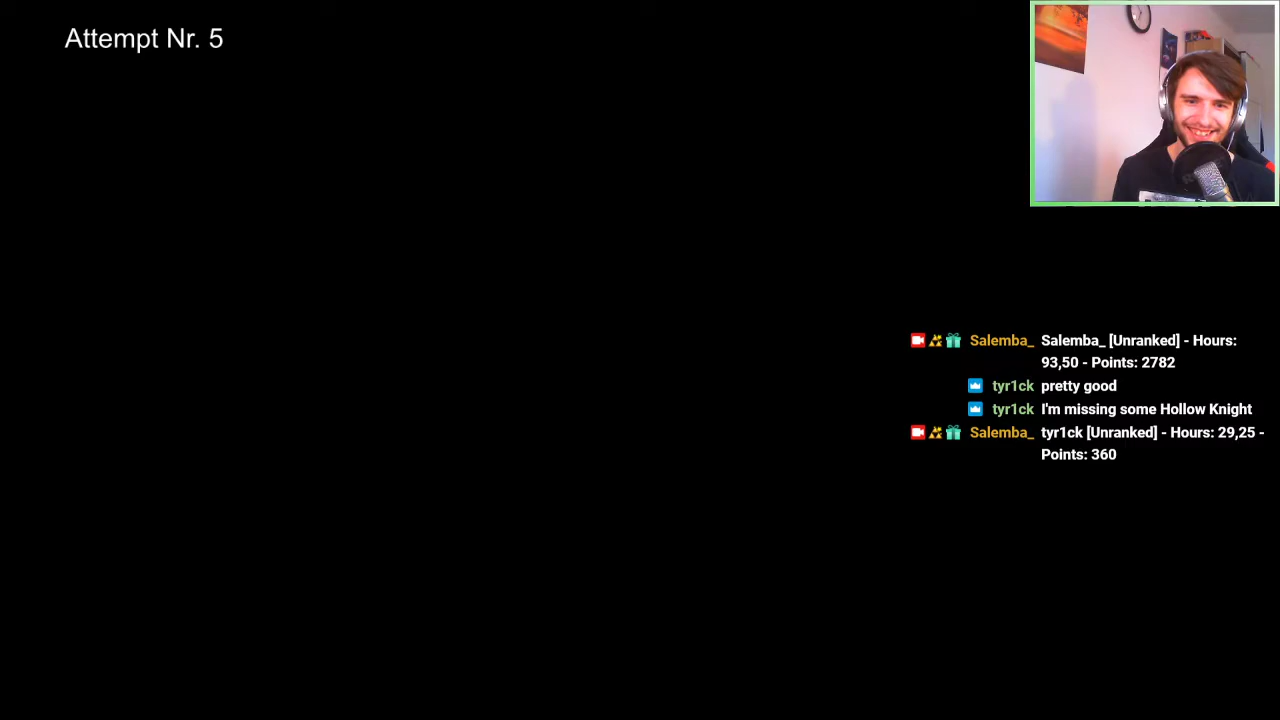 Attempt Nr. 5
Salemba_ Salemba_ [Unranked] - Hours:
93,50 - Points: 2782
tyr1ck pretty good
tyr1ck I'm missing some Hollow Knight
Salemba_ tyr1ck [Unranked] - Hours: 29,25 -
Points: 360